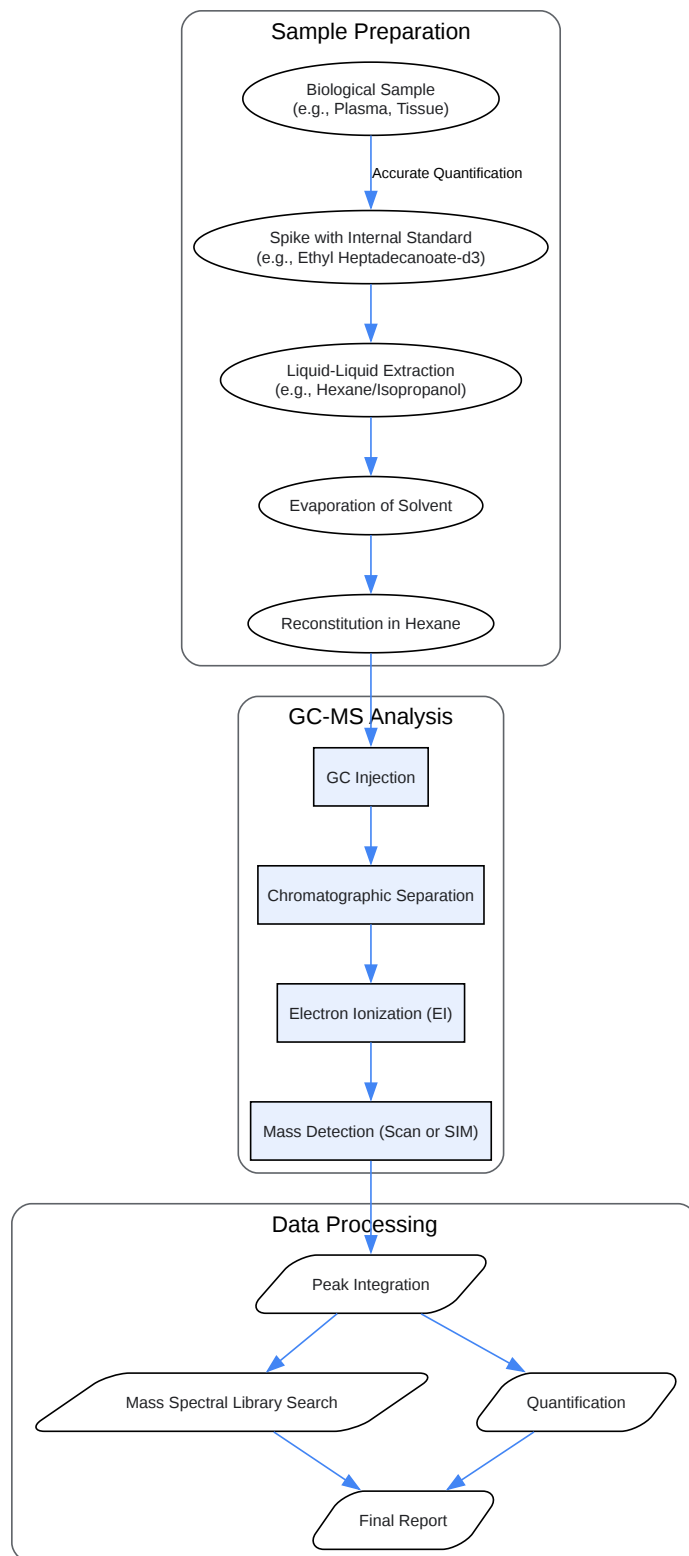 Sample Preparation
Biological Sample
(e.g., Plasma, Tissue)
Accurate Quantification
Spike with Internal Standard
(e.g., Ethyl Heptadecanoate-d3)
Liquid-Liquid Extraction
(e.g., Hexane/Isopropanol)
Evaporation of Solvent
Reconstitution in Hexane
GC-MS Analysis
GC Injection
Chromatographic Separation
Electron Ionization (EI)
Mass Detection (Scan or SIM)
Data Processing
Peak Integration
Mass Spectral Library Search
Quantification
Final Report